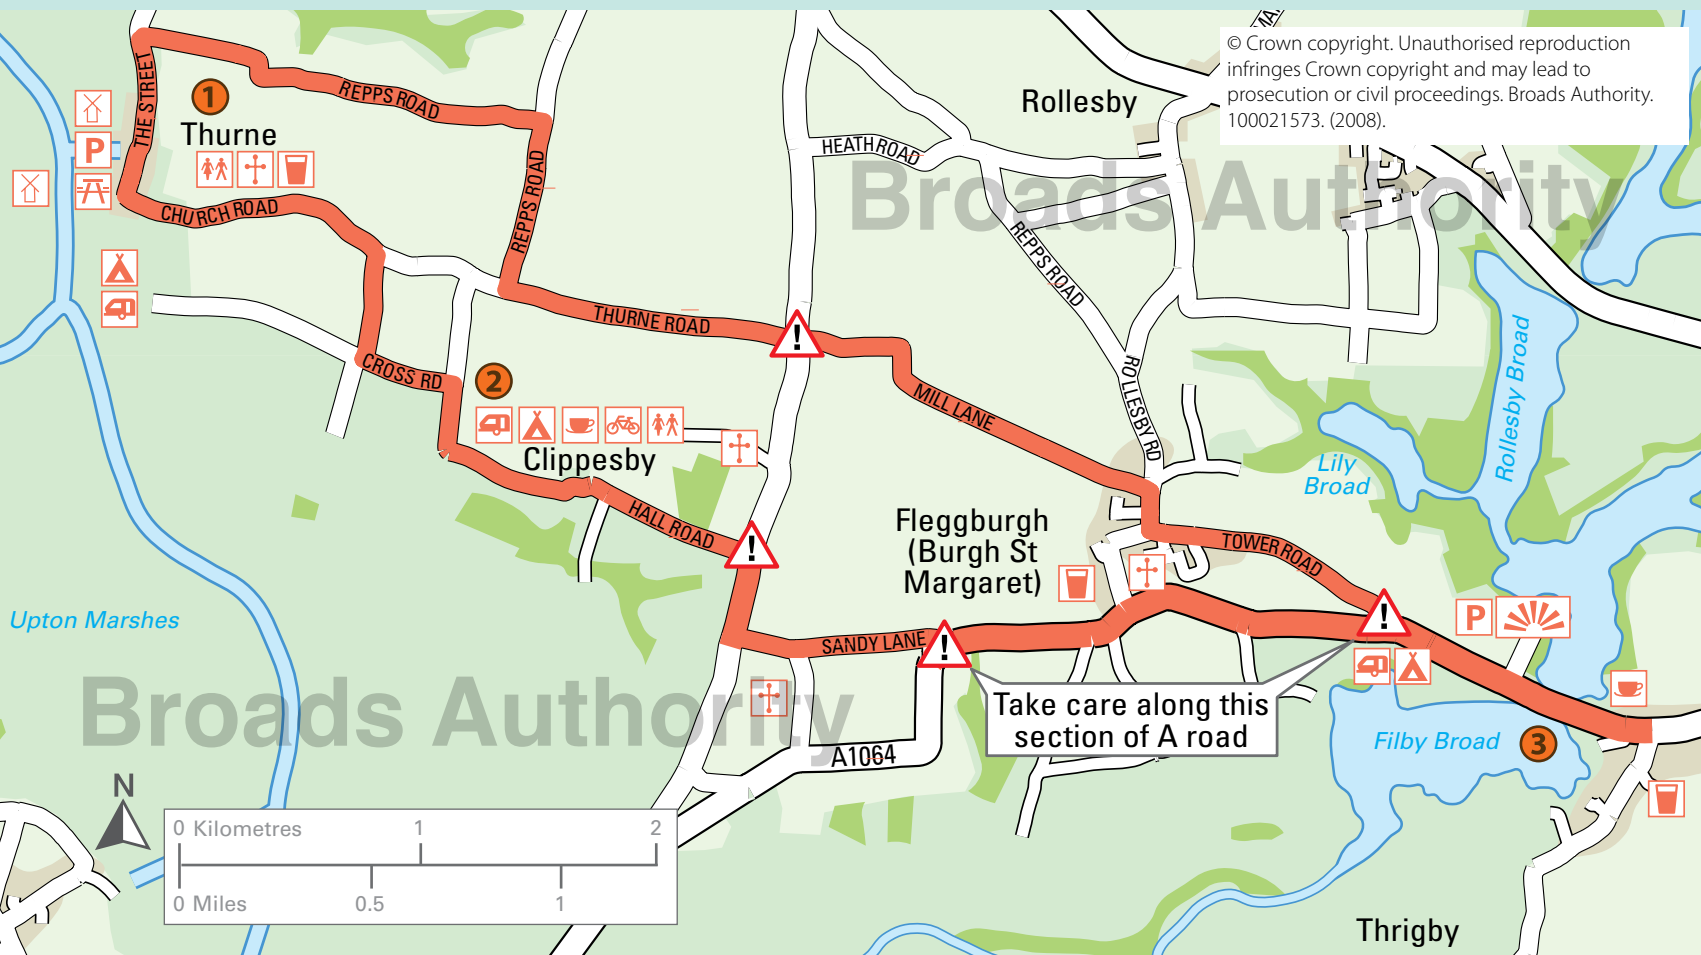 © Crown copyright. Unauthorised reproduction
infringes Crown copyright and may lead to
prosecution or civil proceedings. Broads Authority.
100021573. (2008).
MA
Rollesby
THE STREET
1
Thurne
REPPS ROAD
P
CHURCH ROAD
REPPS ROAD
HEATH ROAD
Broads Authority
REPPS ROAD
THURNE ROAD
!
CROSS RD
2
Clippesby
MILL LANE
ROLLESBY RD
Rollesby Broad
Lily
Broad
HALL ROAD
!
Fleggburgh
(Burgh St
Margaret)
TOWER ROAD
Upton Marshes
SANDY LANE
!
!
P
Take care along this
section of A road
Broads Authority
A1064
Filby Broad
3
N
0 Kilometres 1 2
0 Miles 0.5 1
Thrigby